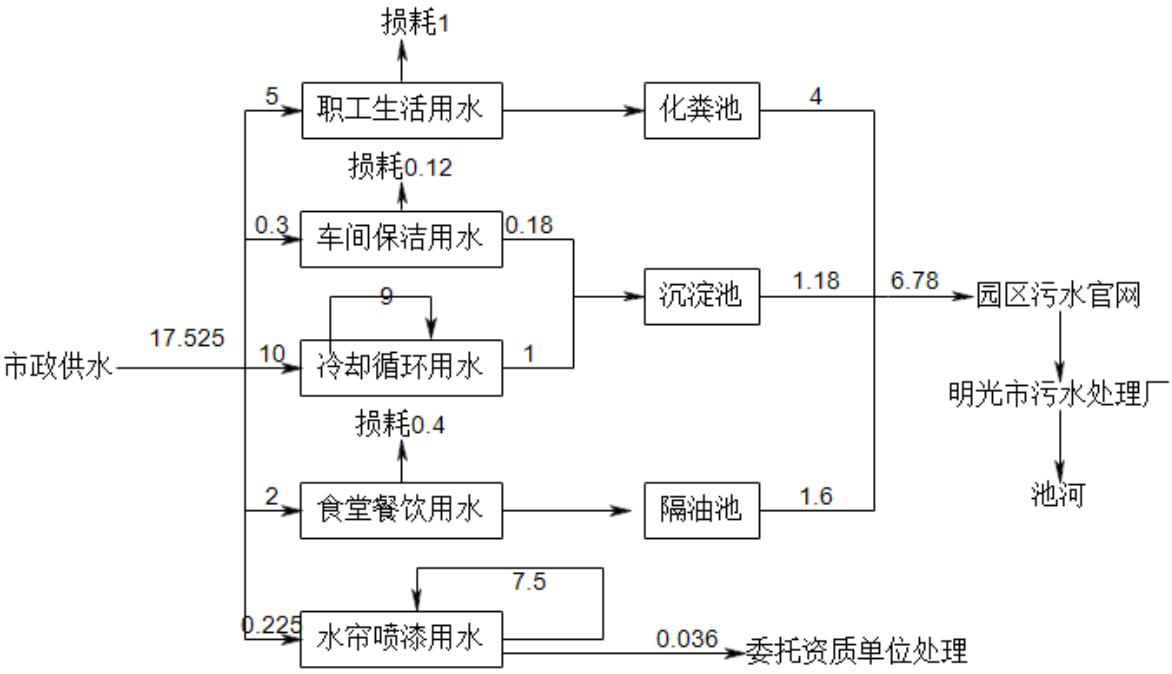 损耗1
5
职工生活用水
化粪池
4
损耗0.12
0.3
车间保洁用水
0.18
沉淀池
1.18
6.78
园区污水官网
9
17.525
市政供水
10
冷却循环用水
1
明光市污水处理厂
损耗0.4
2
食堂餐饮用水
隔油池
1.6
池河
7.5
0.225
水帘喷漆用水
0.036
委托资质单位处理